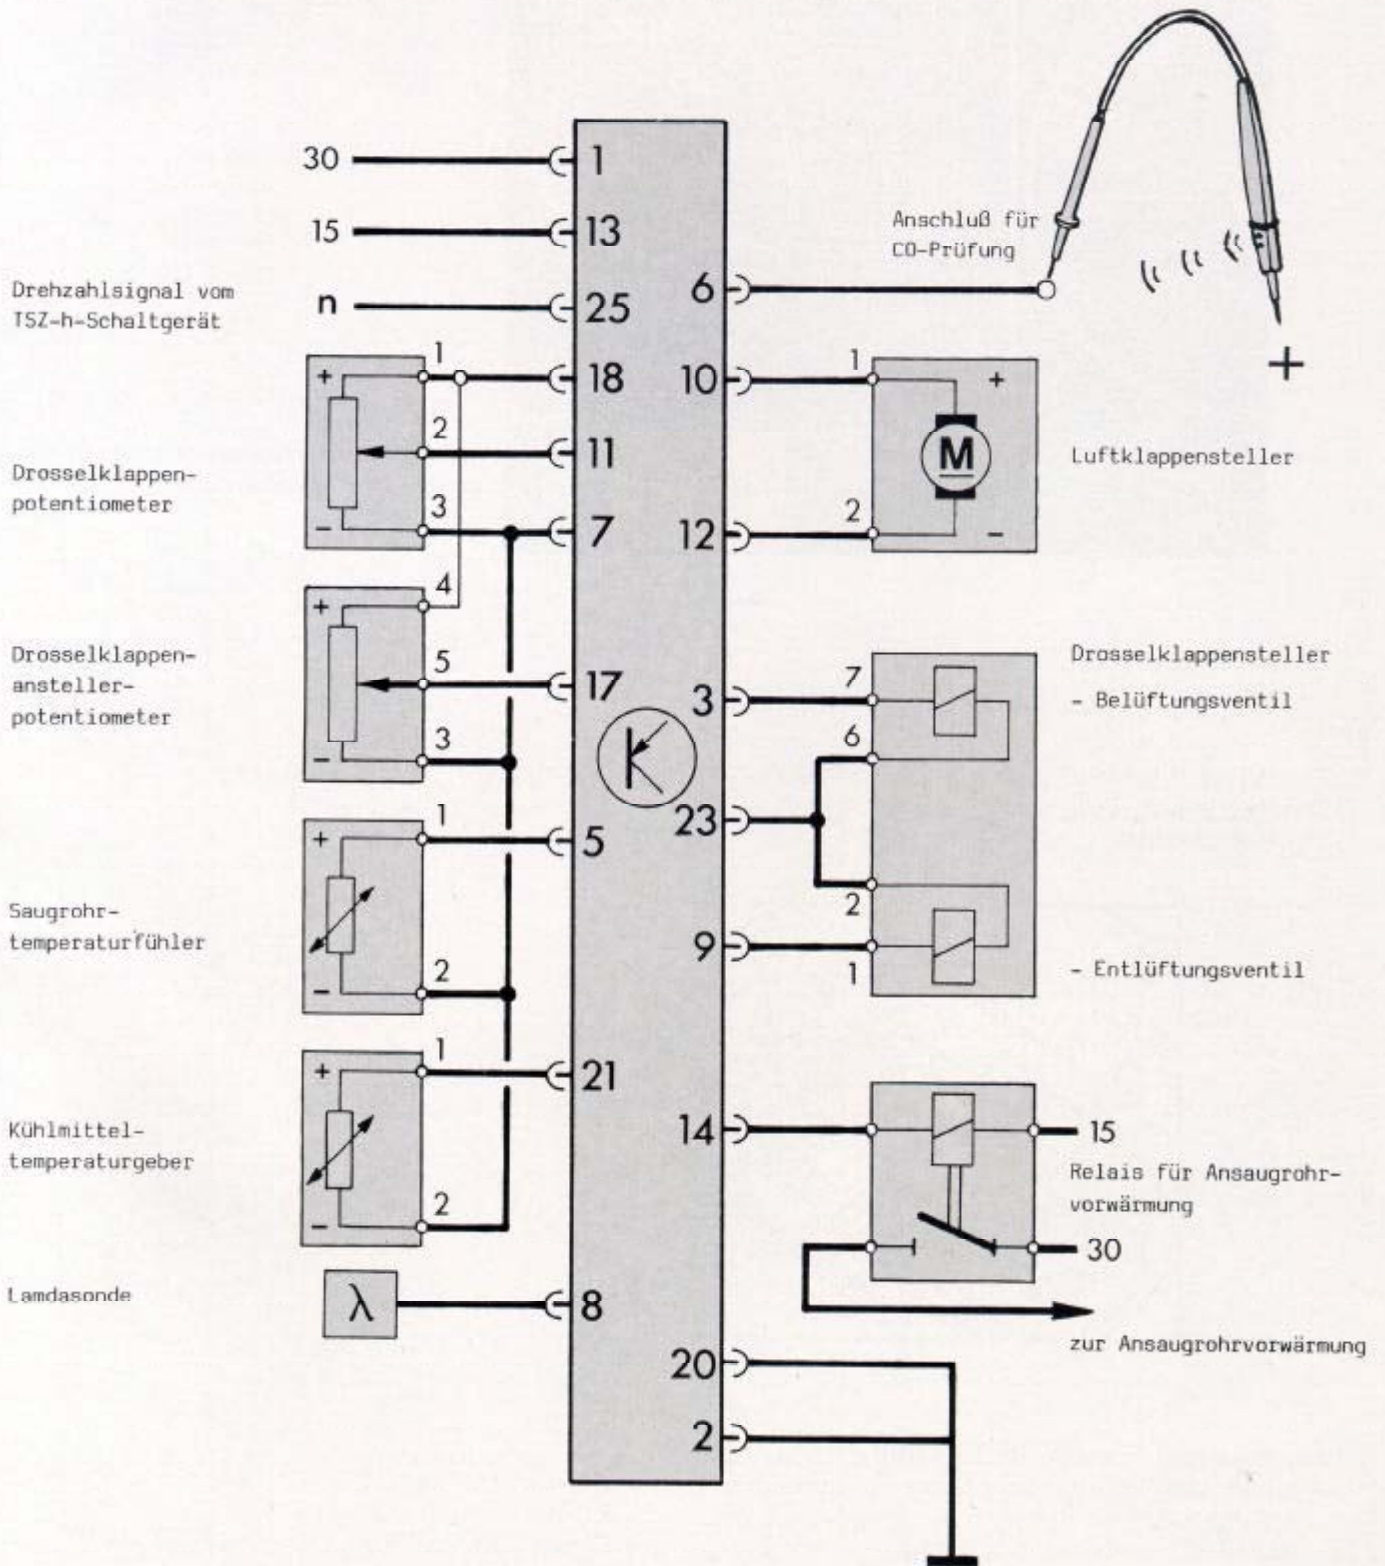 30
1
15
13
Anschluß für
CO-Prüfung
Drehzahlsignal vom
TSZ-h-Schaltgerät
n
25
6
+
1
+
18
10
1
+
2
11
M
Luftklappensteller
Drosselklappen-
potentiometer
3
-
7
12
2
-
4
+
Drosselklappen-
ansteller-
potentiometer
5
17
3
-
Drosselklappensteller
3
7
- Belüftungsventil
6
23
1
+
5
2
Saugrohr-
temperaturfühler
9
1
- Entlüftungsventil
2
-
1
+
21
14
15
Kühlmittel-
temperaturgeber
Relais für Ansaugrohr-
vorwärmung
2
-
30
Lamdasonde
λ
8
zur Ansaugrohrvorwärmung
20
2